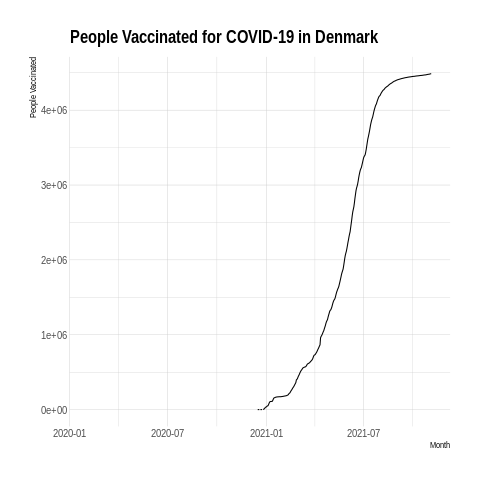 People Vaccinated for COVID-19 in Denmark
People Vaccinated
4e+06
3e+06
2e+06
1e+06
0e+00
2020-01 2020-07 2021-01 2021-07
Month